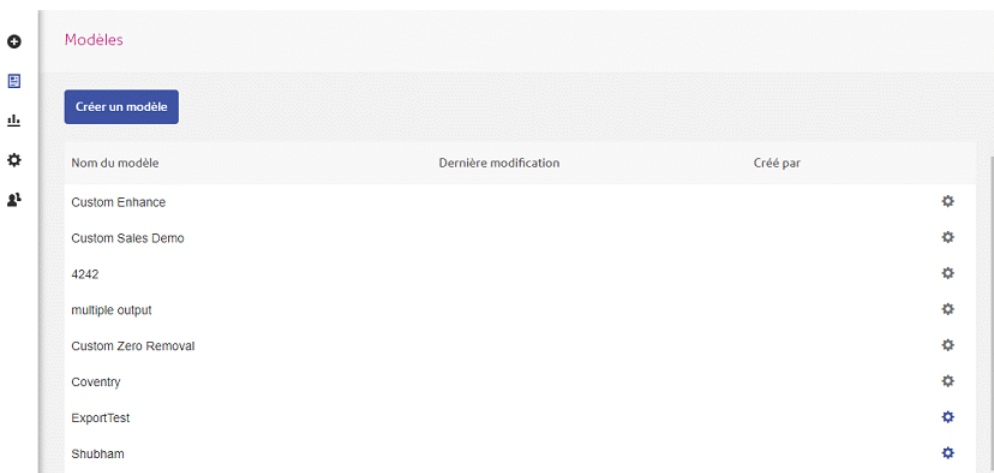 Modèles
Créer un modèle
Nom du modèle Dernière modification Créé par
Custom Enhance
Custom Sales Demo
4242
multiple output
Custom Zero Removal
Coventry
ExportTest
Shubham